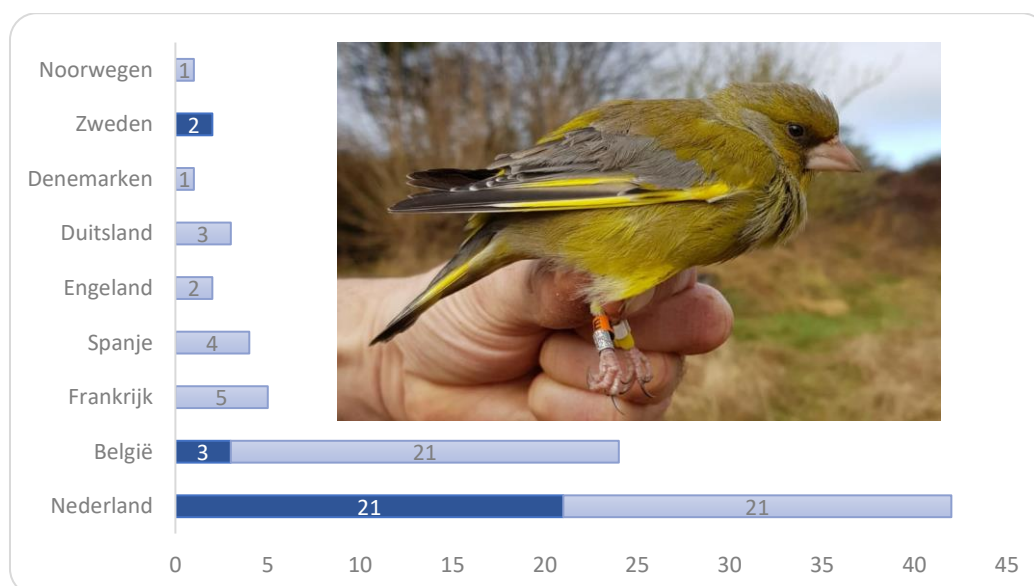 Noorwegen 1
Zweden 2
Denemarken 1
Duitsland 3
Engeland 2
Spanje 4
Frankrijk 5
België 3 21
Nederland 21 21
0 5 10 15 20 25 30 35 40 45